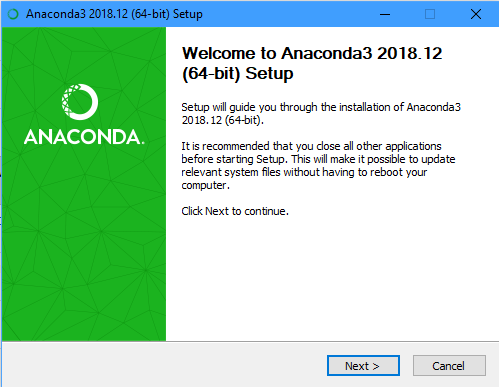 Anaconda3 2018.12 (64-bit) Setup
ANACONDA.
Welcome to Anaconda3 2018.12
(64-bit) Setup
Setup will guide you through the installation of Anaconda3
2018.12 (64-bit).
It is recommended that you close all other applications
before starting Setup. This will make it possible to update
relevant system files without having to reboot your
computer.
Click Next to continue.
Next >
Cancel